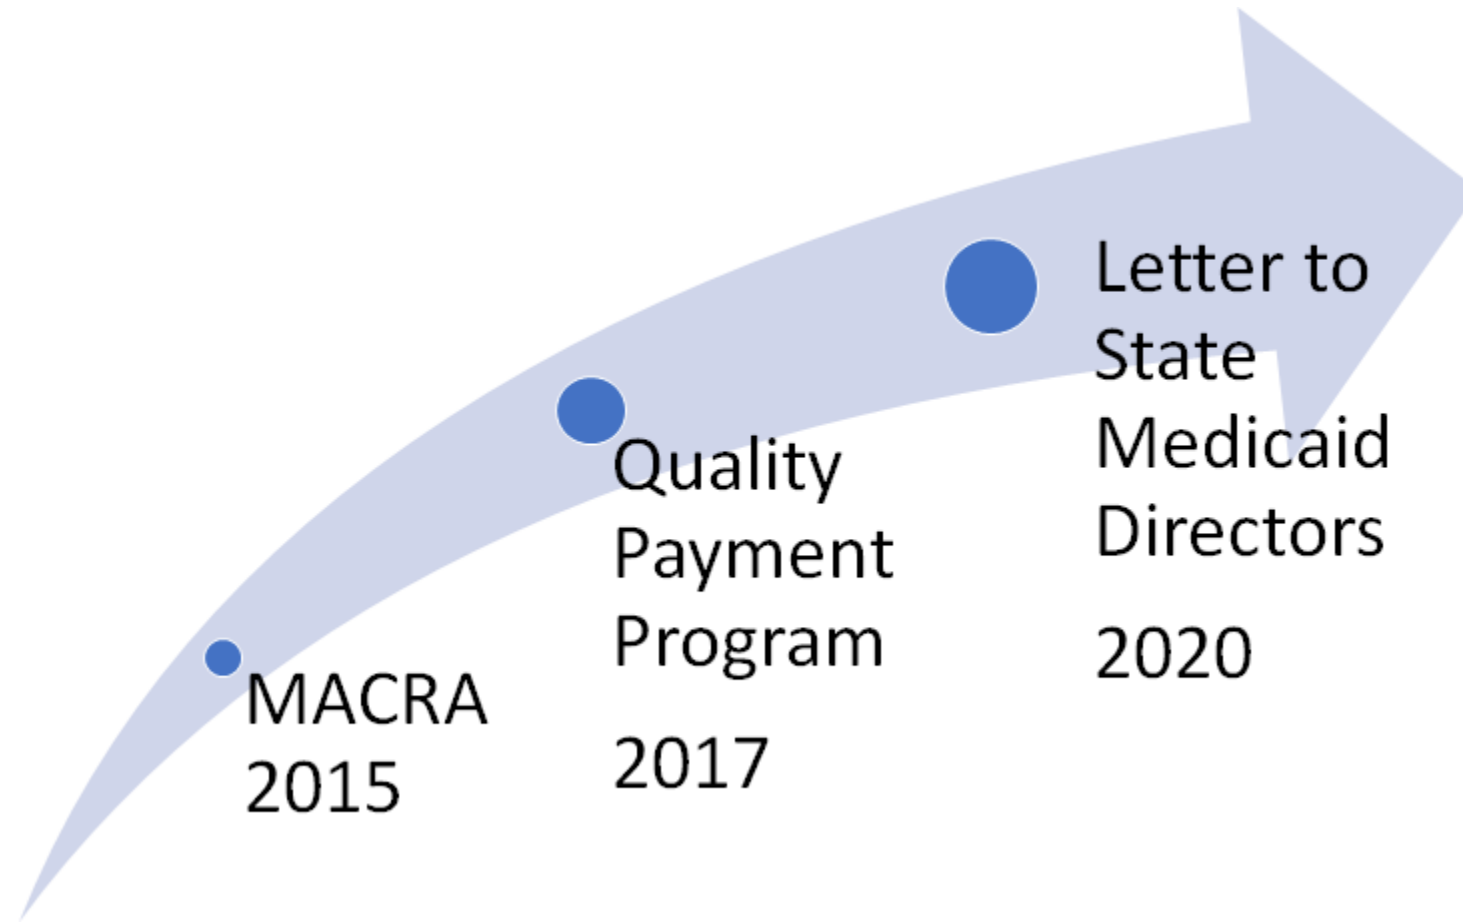 MACRA
2015
Quality
Payment
Program
2017
Letter to
State
Medicaid
Directors
2020